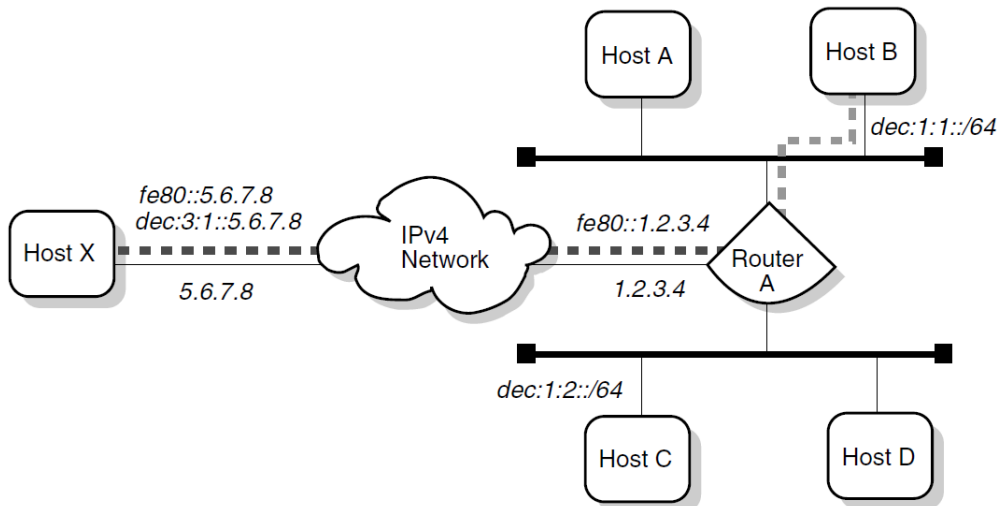 Host A
Host B
dec:1:1::/64
fe80::5.6.7.8
dec:3:1::5.6.7.8
Host X
5.6.7.8
IPv4
Network
fe80::1.2.3.4
1.2.3.4
Router
A
dec:1:2::/64
Host C
Host D